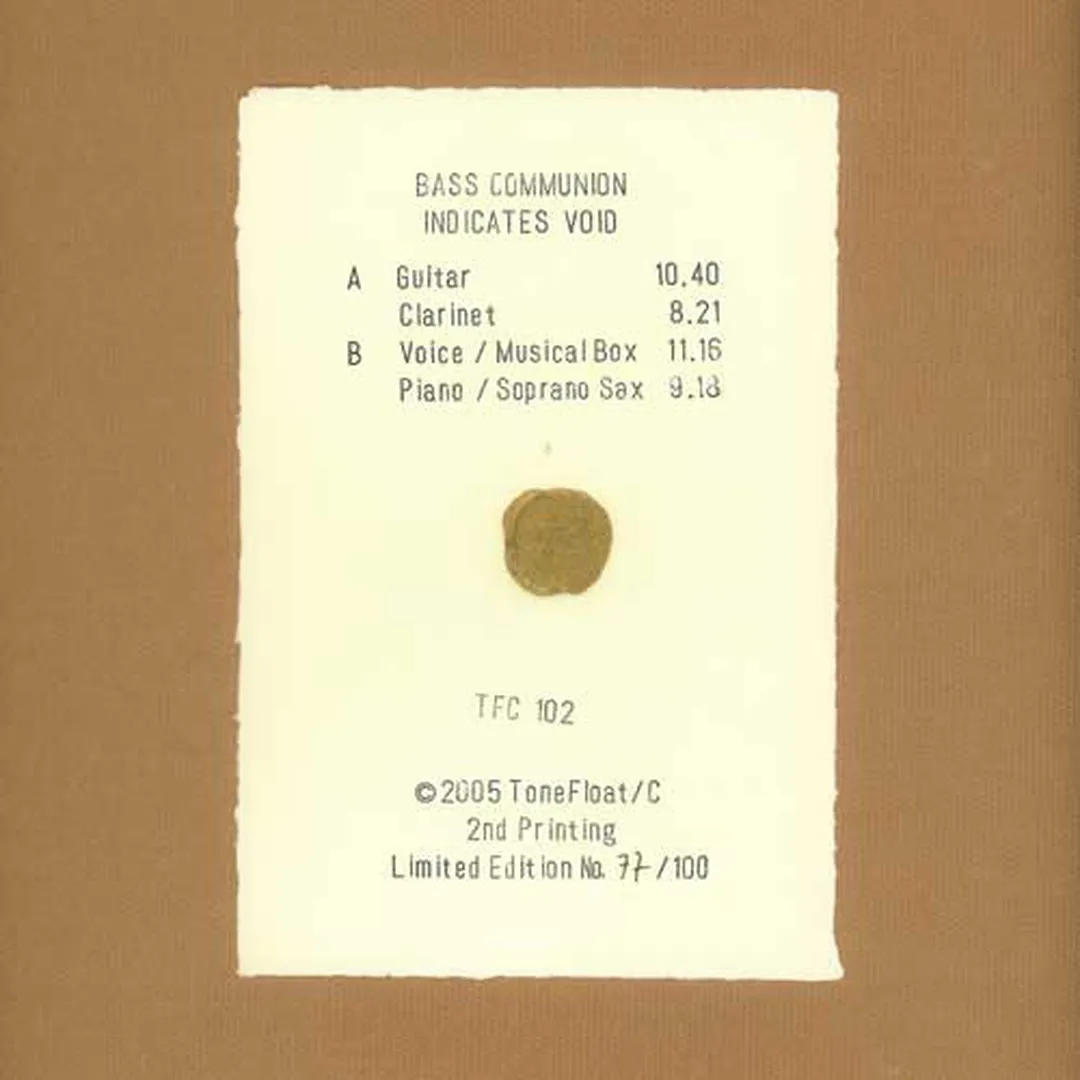 BASS COMMUNION
INDICATES VOID
A Guitar 10.40
Clarinet 8.21
B Voice / Musical Box 11.16
Piano / Soprano Sax 9.18
TFC 102
©2005 ToneFloat/C
2nd Printing
Limited Edition No. 77/100